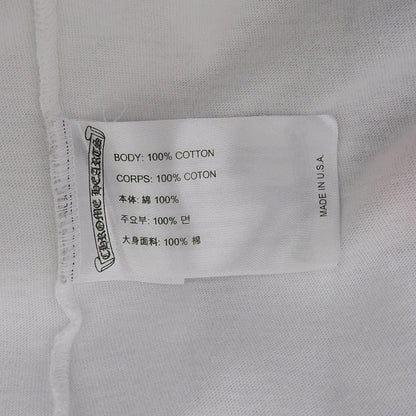 CHROME HEARTS
BODY: 100% COTTON
CORPS: 100% COTON
本体: 綿 100%
주요부: 100% 면
大身面料: 100% 棉
MADE IN U.S.A.